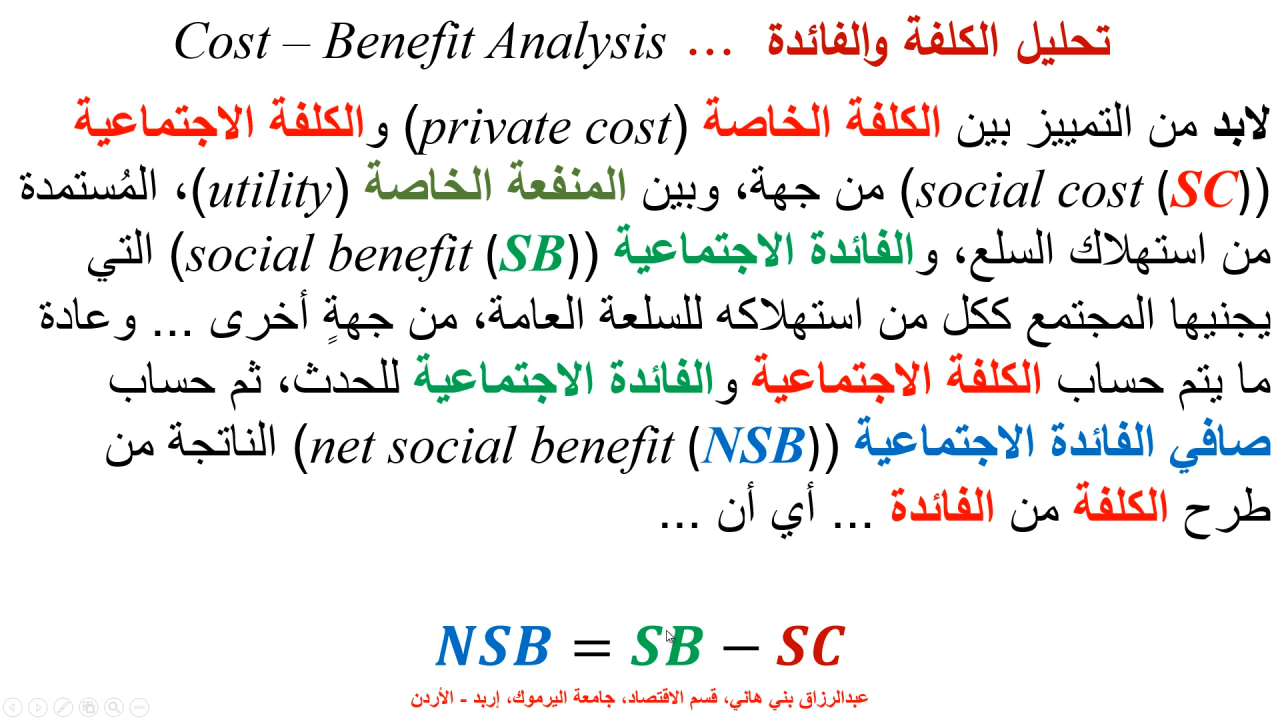 تحليل الكلفة والفائدة ... Cost – Benefit Analysis
لابد من التمييز بين الكلفة الخاصة (private cost) والكلفة الاجتماعية
(social cost (SC)) من جهة، وبين المنفعة الخاصة (utility)، المُستمدة
من استهلاك السلع، والفائدة الاجتماعية (social benefit (SB)) التي
يجنيها المجتمع ككل من استهلاكه للسلعة العامة، من جهةٍ أخرى ... وعادة
ما يتم حساب الكلفة الاجتماعية والفائدة الاجتماعية للحدث، ثم حساب
صافي الفائدة الاجتماعية (net social benefit (NSB)) الناتجة من
طرح الكلفة من الفائدة ... أي أن ...
NSB = SB − SC
عبدالرزاق بني هاني، قسم الاقتصاد، جامعة اليرموك، إربد - الأردن